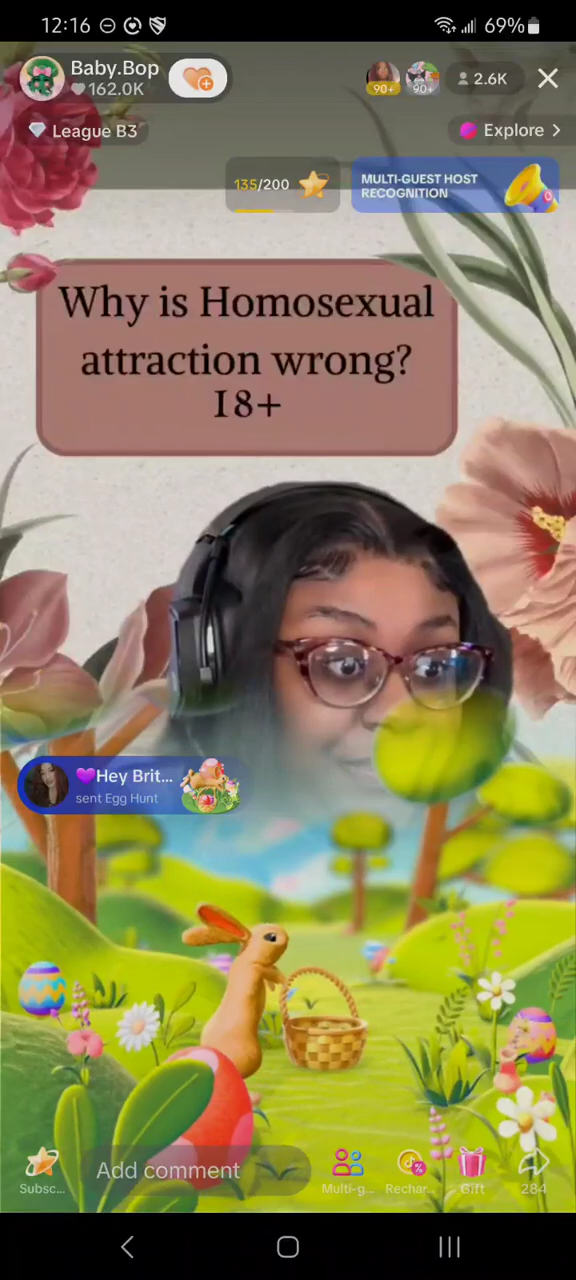 12:16
69%
Baby.Bop
162.0K
90+
90+
2.6K
League B3
Explore
135/200
MULTI-GUEST HOST
RECOGNITION
Why is Homosexual
attraction wrong?
18+
Hey Brit...
sent Egg Hunt
Add comment
Subsc...
Multi-g...
Rechar...
Gift
284